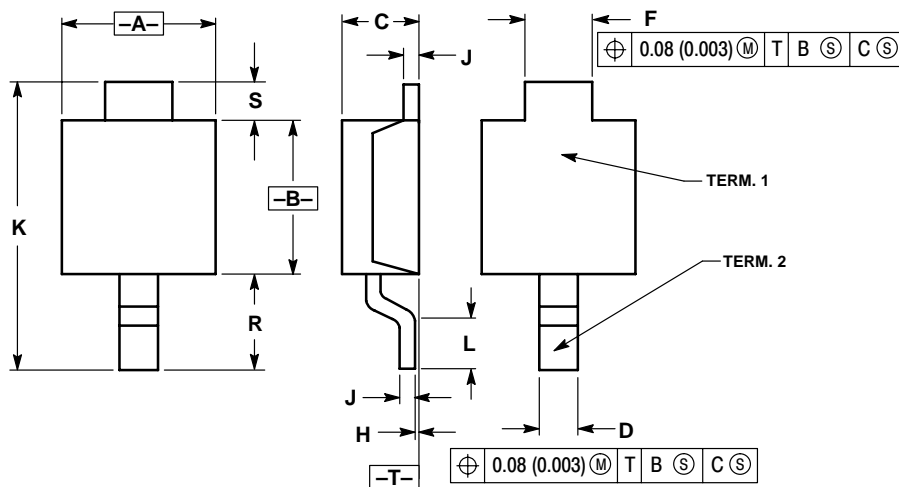 –A–
C
F
⌖ 0.08 (0.003) Ⓜ T B Ⓢ C Ⓢ
J
S
–B–
K
TERM. 1
TERM. 2
R
L
J
H
D
–T–
⌖ 0.08 (0.003) Ⓜ T B Ⓢ C Ⓢ